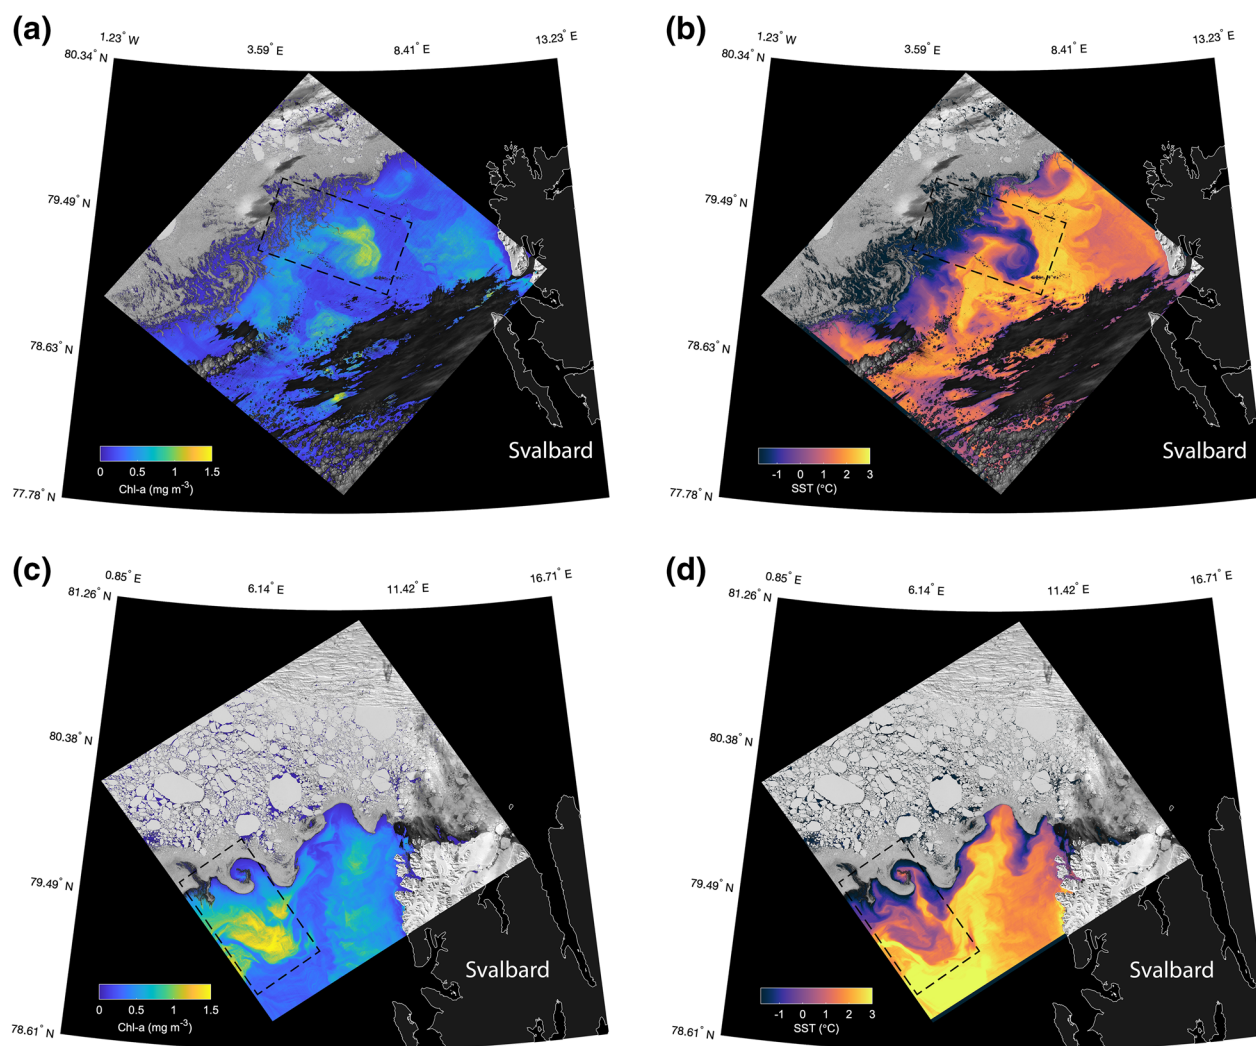 (a)
1.23° W
3.59° E
8.41° E
13.23° E
80.34° N
79.49° N
78.63° N
77.78° N
Svalbard
0 0.5 1 1.5
Chl-a (mg m⁻³)
(b)
1.23° W
3.59° E
8.41° E
13.23° E
80.34° N
79.49° N
78.63° N
77.78° N
Svalbard
-1 0 1 2 3
SST (°C)
(c)
0.85° E
6.14° E
11.42° E
16.71° E
81.26° N
80.38° N
79.49° N
78.61° N
Svalbard
0 0.5 1 1.5
Chl-a (mg m⁻³)
(d)
0.85° E
6.14° E
11.42° E
16.71° E
81.26° N
80.38° N
79.49° N
78.61° N
Svalbard
-1 0 1 2 3
SST (°C)